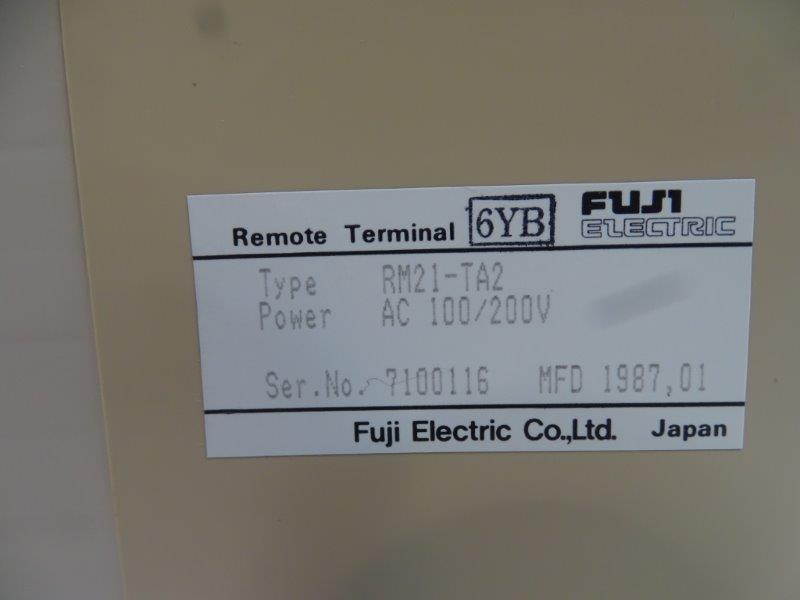 Remote Terminal 6YB FUJI ELECTRIC
Type RM21-TA2
Power AC 100/200V
Ser.No. 7100116 MFD 1987,01
Fuji Electric Co.,Ltd. Japan